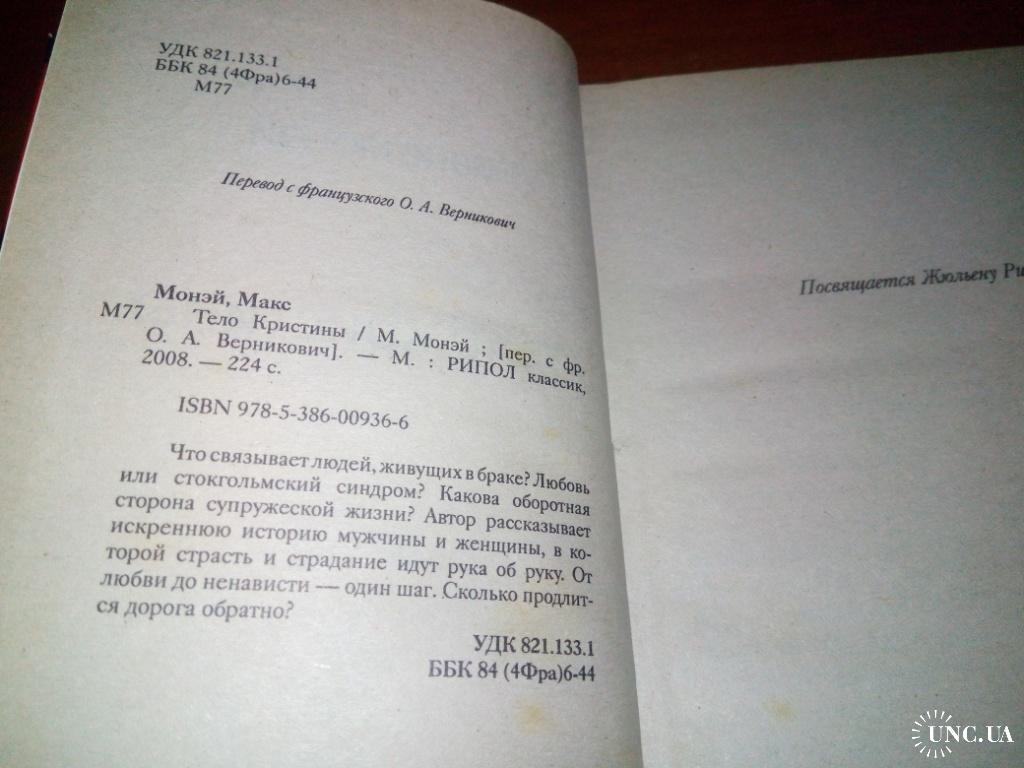 УДК 821.133.1
ББК 84 (4Фра)6-44
М77
Перевод с французского О. А. Верникович
Монэй, Макс
М77 Тело Кристины / М. Монэй ; [пер. с фр.
О. А. Верникович]. — М. : РИПОЛ классик,
2008. — 224 с.
ISBN 978-5-386-00936-6
Что связывает людей, живущих в браке? Любовь
или стокгольмский синдром? Какова оборотная
сторона супружеской жизни? Автор рассказывает
искреннюю историю мужчины и женщины, в ко-
торой страсть и страдание идут рука об руку. От
любви до ненависти — один шаг. Сколько продлит-
ся дорога обратно?
УДК 821.133.1
ББК 84 (4Фра)6-44
Посвящается Жюльену
UNC.UA